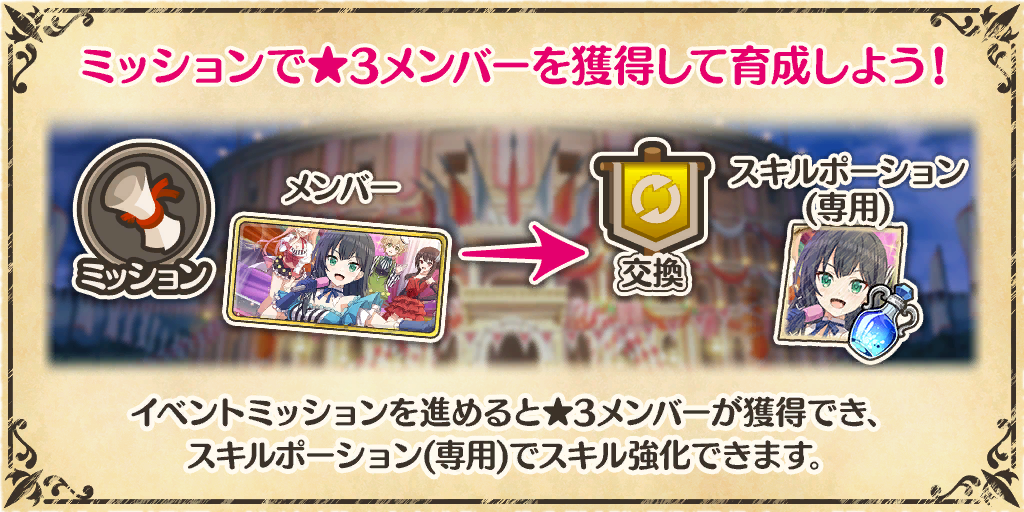 ミッションで★3メンバーを獲得して育成しよう!
ミッション
メンバー
交換
スキルポーション
(専用)
イベントミッションを進めると★3メンバーが獲得でき、
スキルポーション(専用)でスキル強化できます。